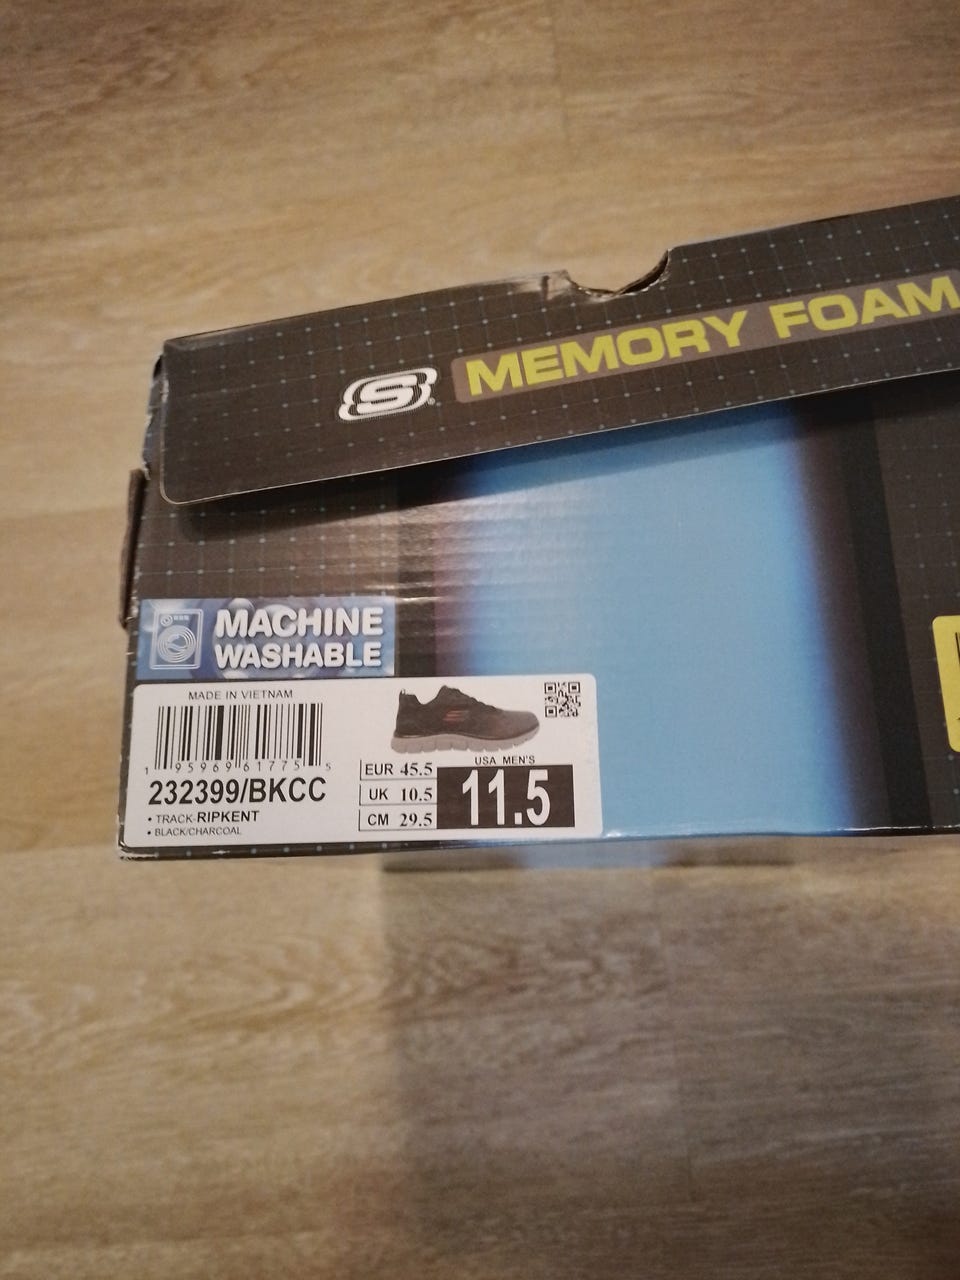 S MEMORY FOAM
MACHINE
WASHABLE
MADE IN VIETNAM
1 95969 61775 5
232399/BKCC
• TRACK-RIPKENT
• BLACK/CHARCOAL
USA MEN'S
EUR 45.5
UK 10.5
CM 29.5
11.5